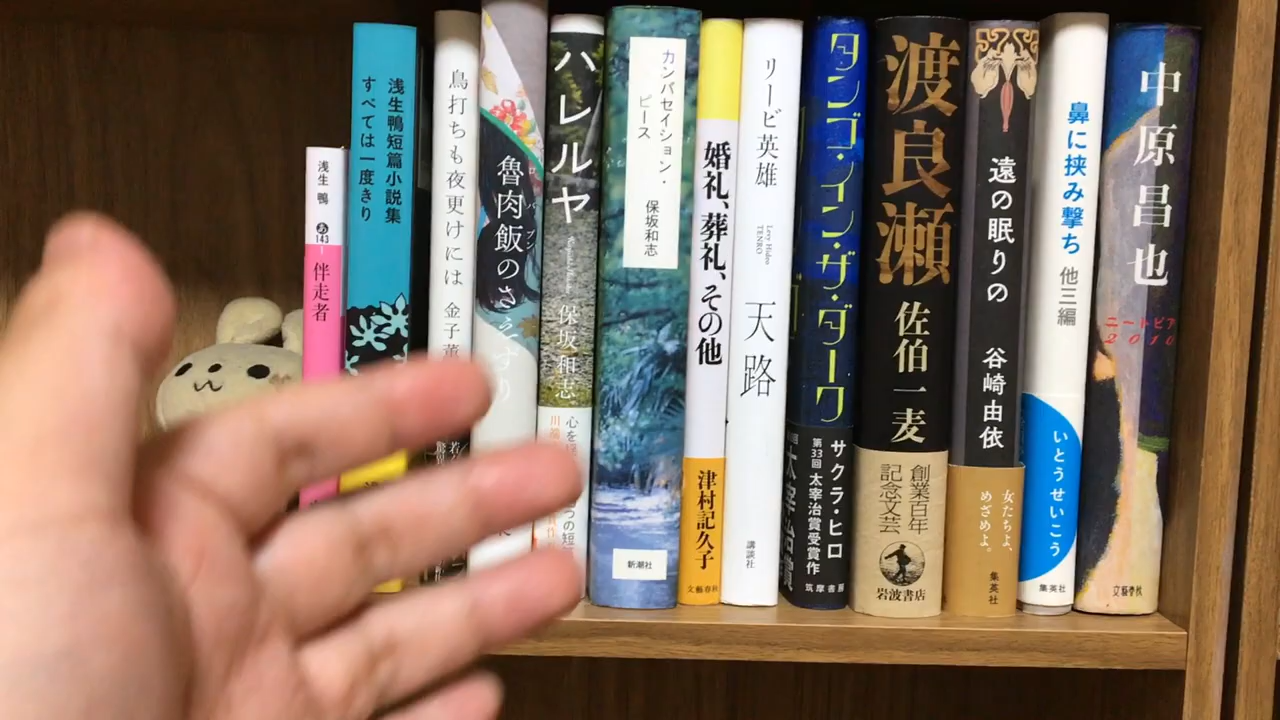 浅生鴨
あ
143
伴走者
浅生鴨短篇小説集
すべては一度きり
鳥打ちも夜更けには
金子薫
魯肉飯のさえずり
ロバプン
ハレルヤ
保坂和志
カンバセイション・
ピース
保坂和志
新潮社
婚礼、葬礼、その他
津村記久子
文藝春秋
リービ英雄
Levy Hideo
TENRO
天路
講談社
タンゴ・イン・ザ・ダーク
サクラ・ヒロ
第33回 太宰治賞受賞作
太宰治賞
筑摩書房
渡良瀬
佐伯一麦
創業百年
記念文芸
岩波書店
遠の眠りの
谷崎由依
女たちよ、
めざめよ。
集英社
鼻に挟み撃ち
他三編
いとうせいこう
集英社
中原昌也
ニートピア
2010
文藝春秋